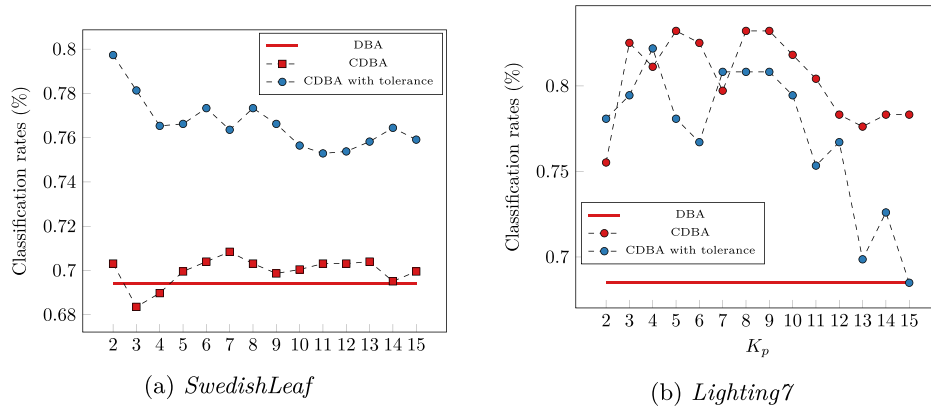 Classification rates (%)
0.8
0.78
0.76
0.74
0.72
0.7
0.68
DBA
CDBA
CDBA with tolerance
2 3 4 5 6 7 8 9 10 11 12 13 14 15
(a) SwedishLeaf
Classification rates (%)
0.8
0.75
0.7
DBA
CDBA
CDBA with tolerance
2 3 4 5 6 7 8 9 10 11 12 13 14 15
Kp
(b) Lighting7